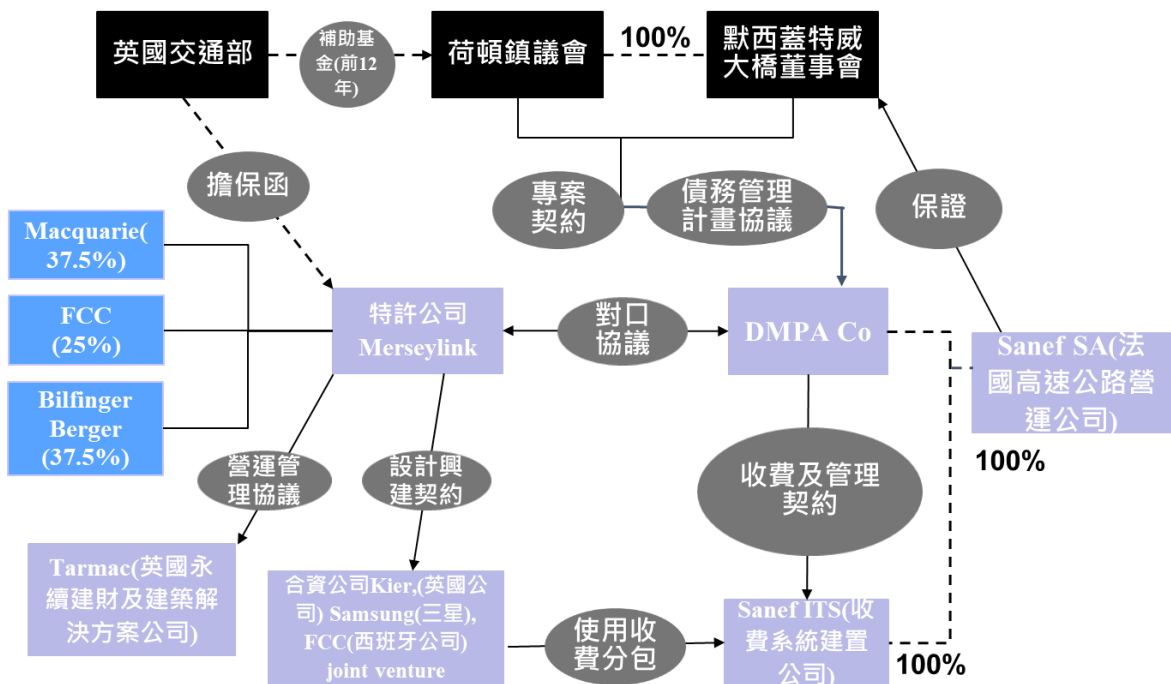 英國交通部
補助基
金(前12
年)
荷頓鎮議會
100%
默西蓋特威
大橋董事會
擔保函
專案
契約
債務管理
計畫協議
保證
Macquarie(
37.5%)
FCC
(25%)
Bilfinger
Berger
(37.5%)
特許公司
Merseylink
對口
協議
DMPA Co
Sanef SA(法
國高速公路營
運公司)
100%
營運管
理協議
設計興
建契約
收費及管理
契約
Tarmac(英國永
續建財及建築解
決方案公司)
合資公司Kier,(英國公
司) Samsung(三星),
FCC(西班牙公司)
joint venture
使用收
費分包
Sanef ITS(收
費系統建置
公司)
100%